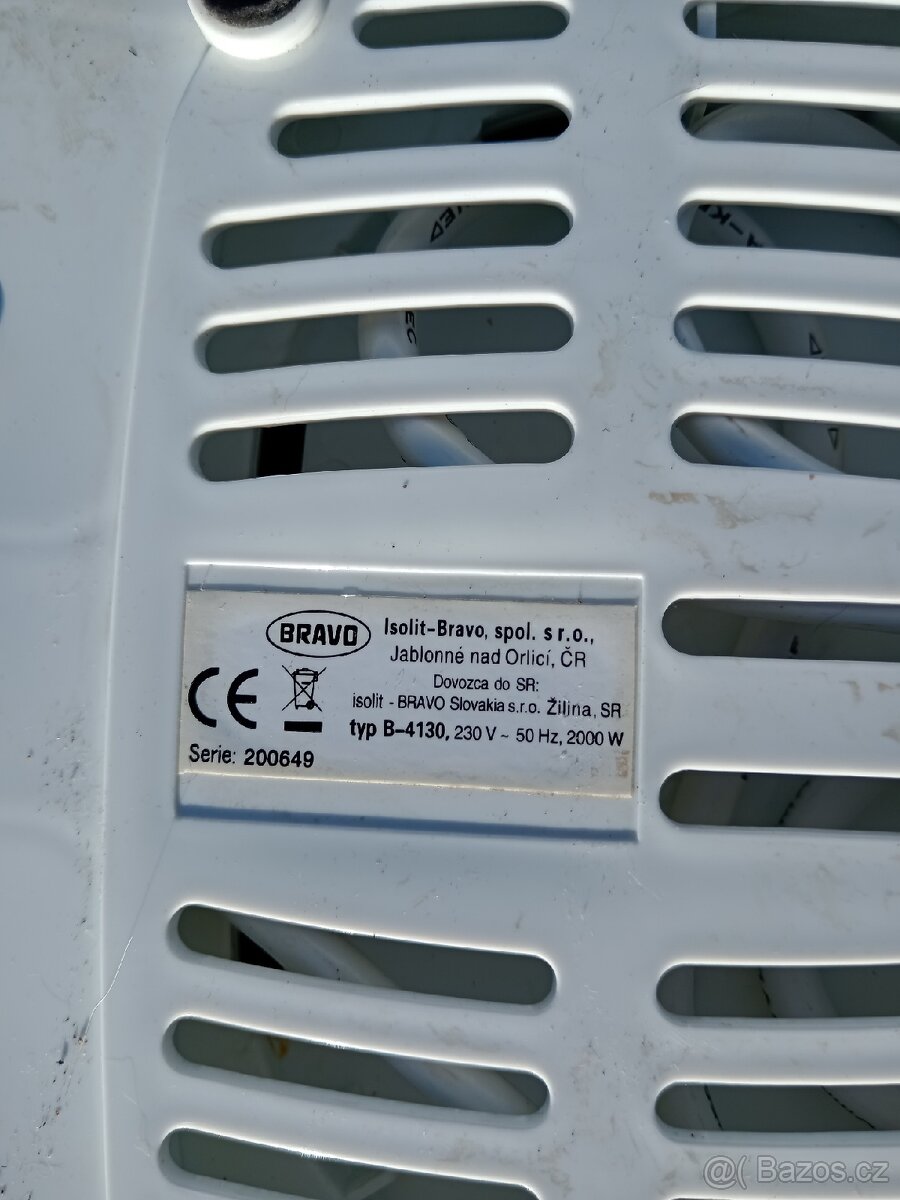 BRAVO
Isolit-Bravo, spol. s r.o.,
Jablonné nad Orlicí, ČR
Dovozca do SR:
isolit - BRAVO Slovakia s.r.o. Žilina, SR
CE
typ B-4130, 230 V ~ 50 Hz, 2000 W
Serie: 200649
@( Bazos.cz